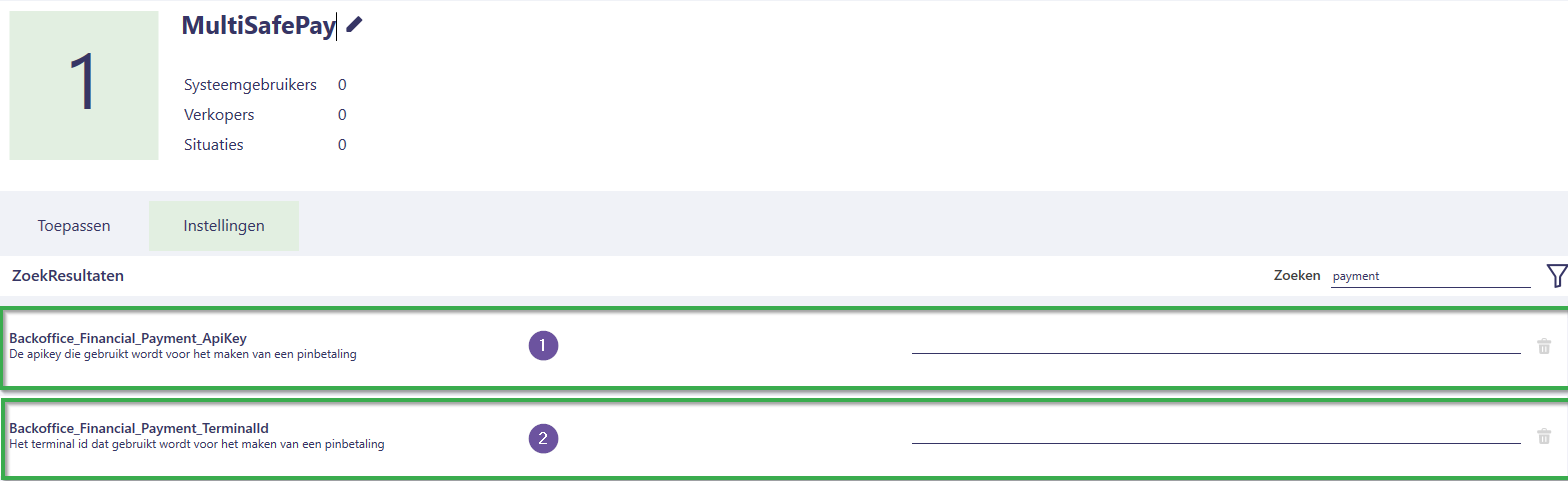 1
MultiSafePay
Systeemgebruikers 0
Verkopers 0
Situaties 0
Toepassen Instellingen
ZoekResultaten Zoeken payment
Backoffice_Financial_Payment_ApiKey
De apikey die gebruikt wordt voor het maken van een pinbetaling
1
Backoffice_Financial_Payment_TerminalId
Het terminal id dat gebruikt wordt voor het maken van een pinbetaling
2